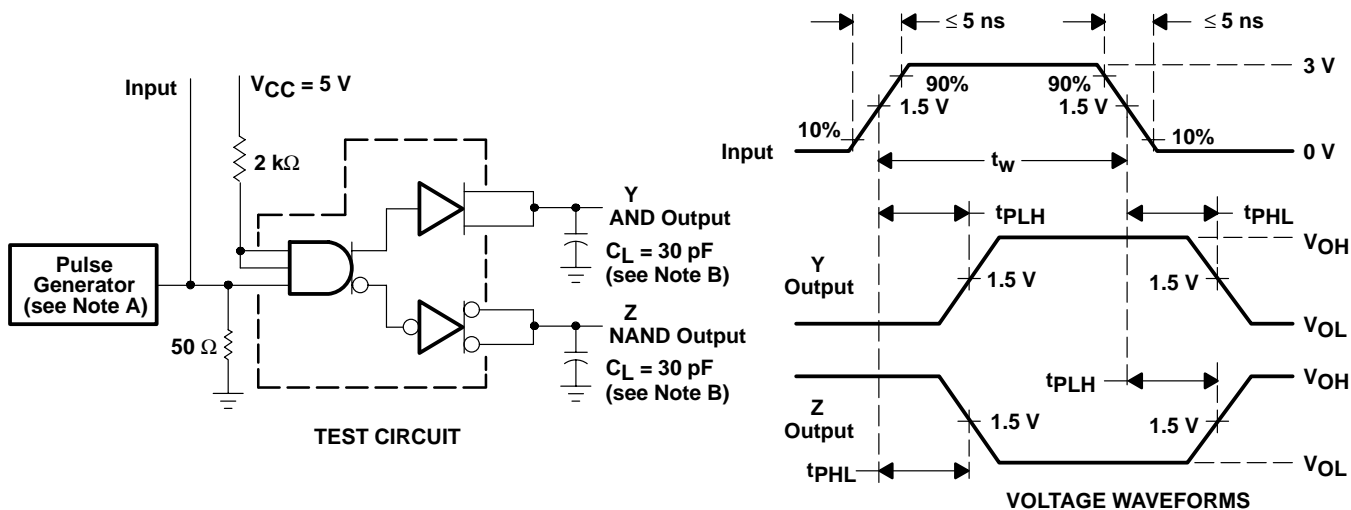 Input
VCC = 5 V
2 kΩ
Pulse
Generator
(see Note A)
50 Ω
Y
AND Output
CL = 30 pF
(see Note B)
Z
NAND Output
CL = 30 pF
(see Note B)
TEST CIRCUIT
≤ 5 ns
≤ 5 ns
3 V
90%
90%
1.5 V
1.5 V
10%
10%
Input
0 V
tw
tPLH
tPHL
VOH
Y
Output
1.5 V
1.5 V
VOL
VOH
tPLH
Z
Output
1.5 V
1.5 V
tPHL
VOL
VOLTAGE WAVEFORMS